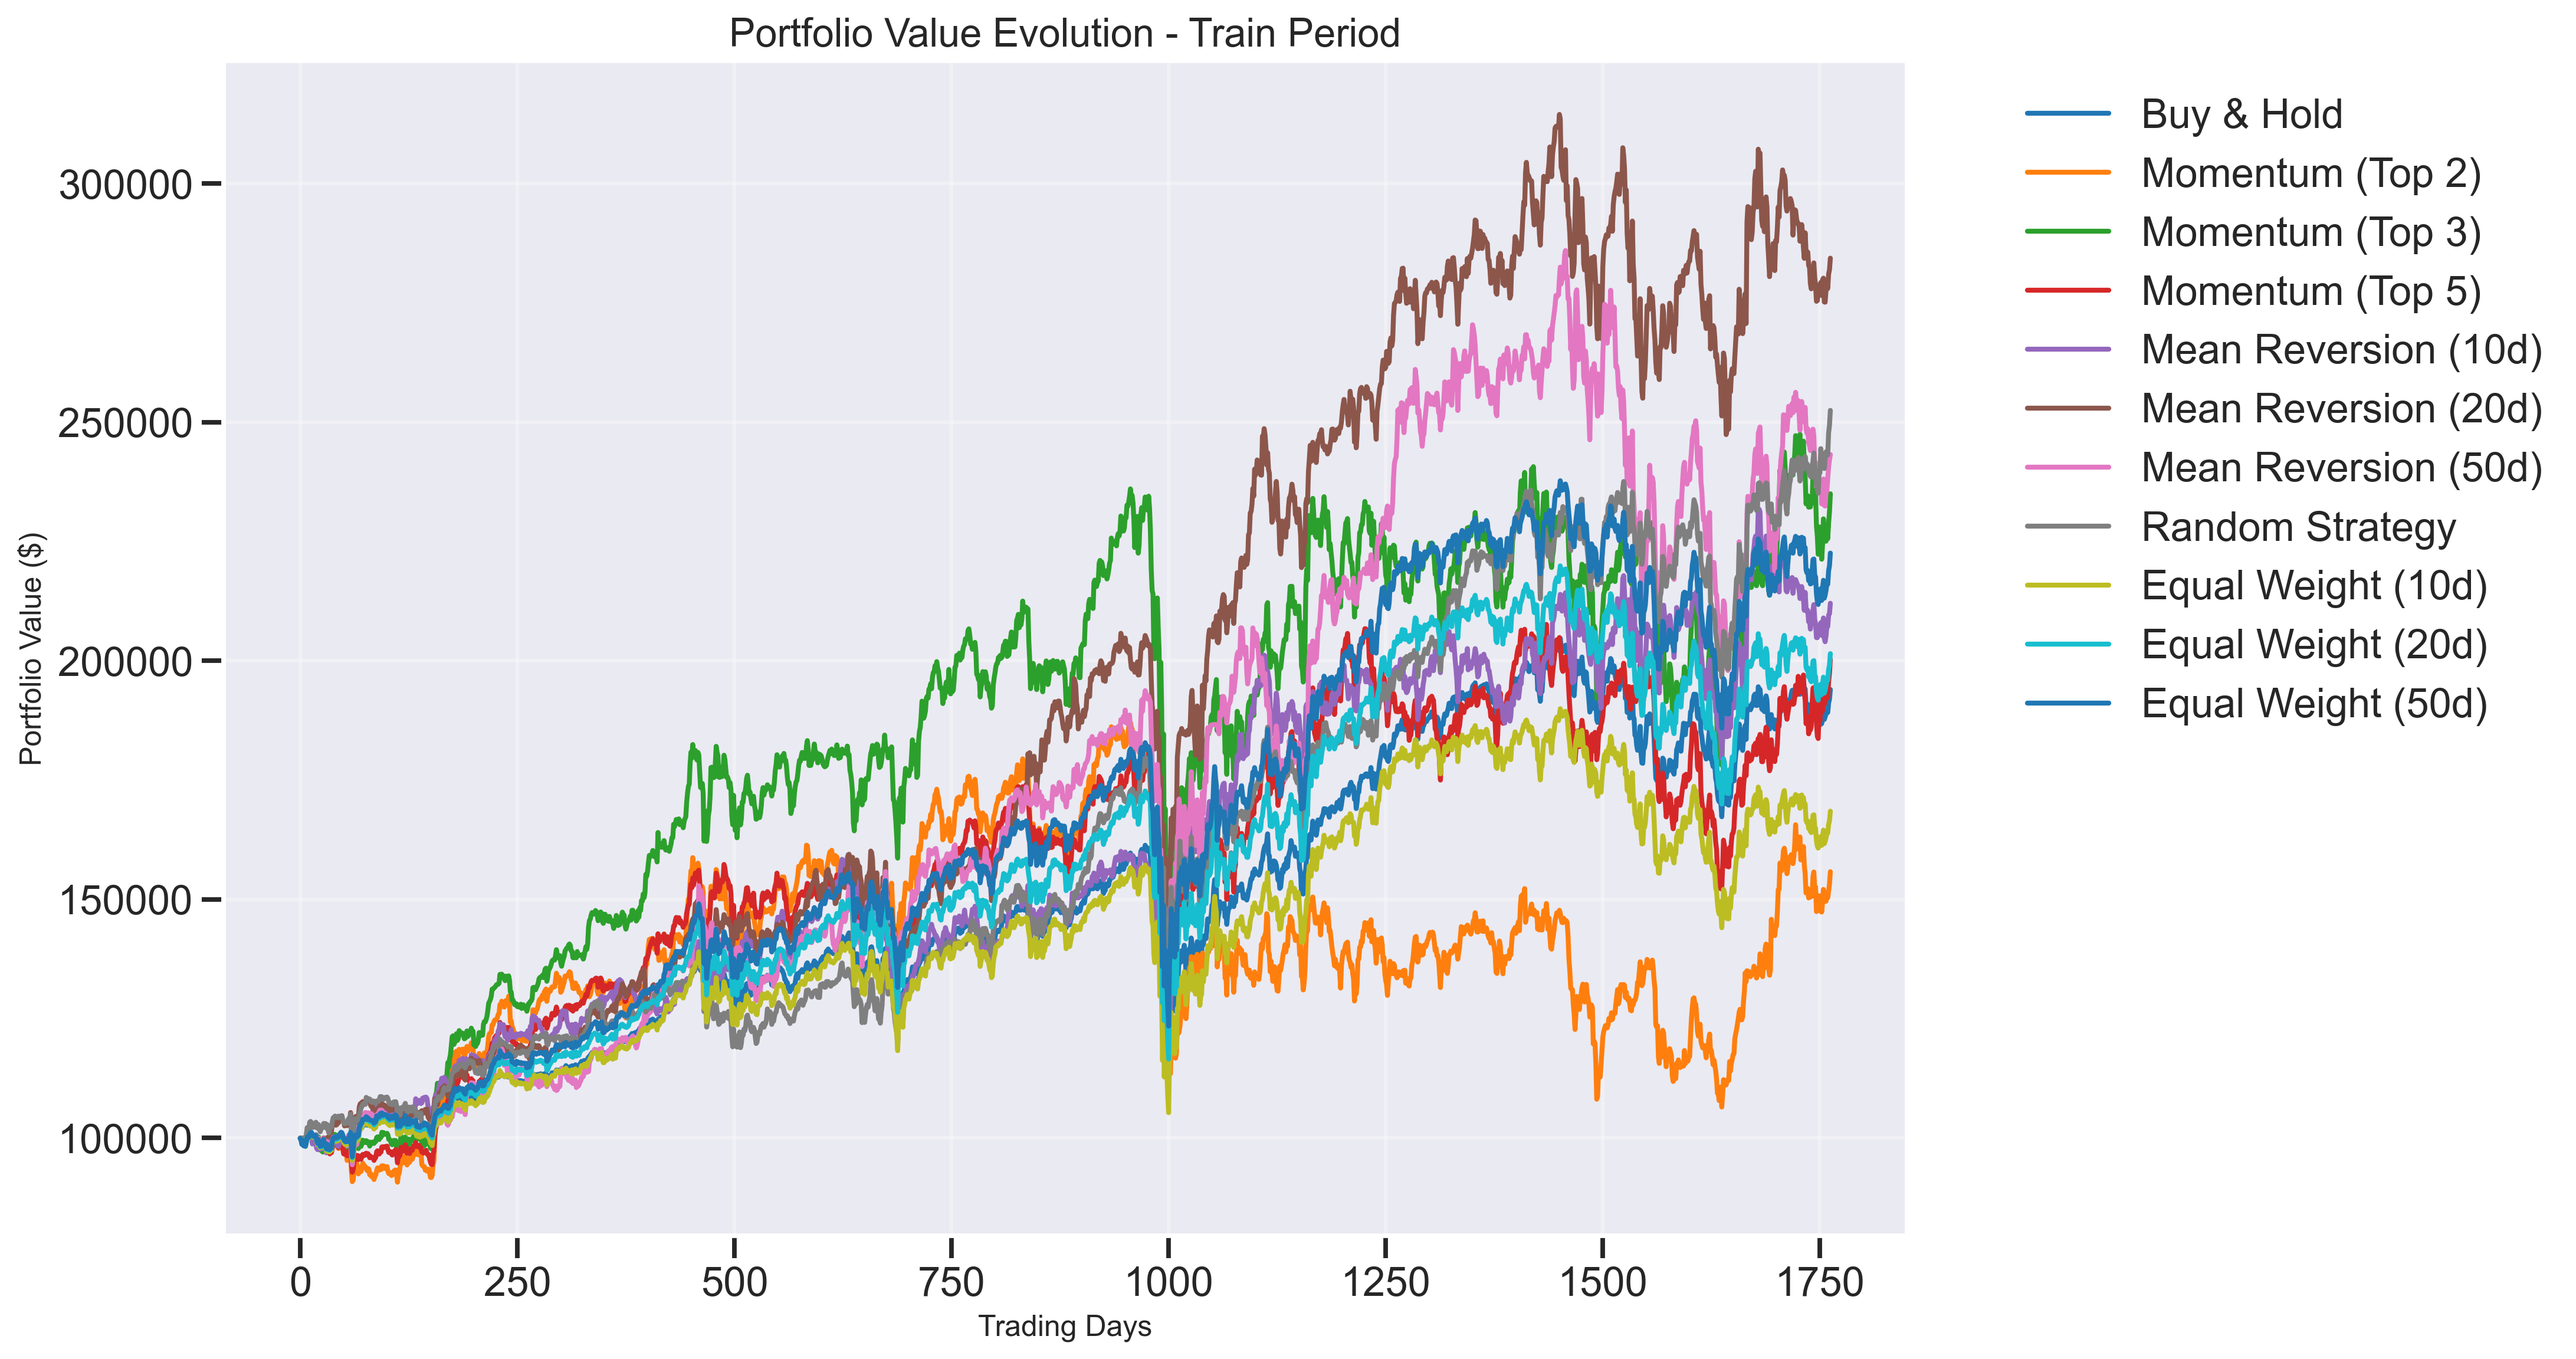 Portfolio Value Evolution - Train Period
Portfolio Value ($)
300000
250000
200000
150000
100000
0
250
500
750
1000
1250
1500
1750
Trading Days
Buy & Hold
Momentum (Top 2)
Momentum (Top 3)
Momentum (Top 5)
Mean Reversion (10d)
Mean Reversion (20d)
Mean Reversion (50d)
Random Strategy
Equal Weight (10d)
Equal Weight (20d)
Equal Weight (50d)